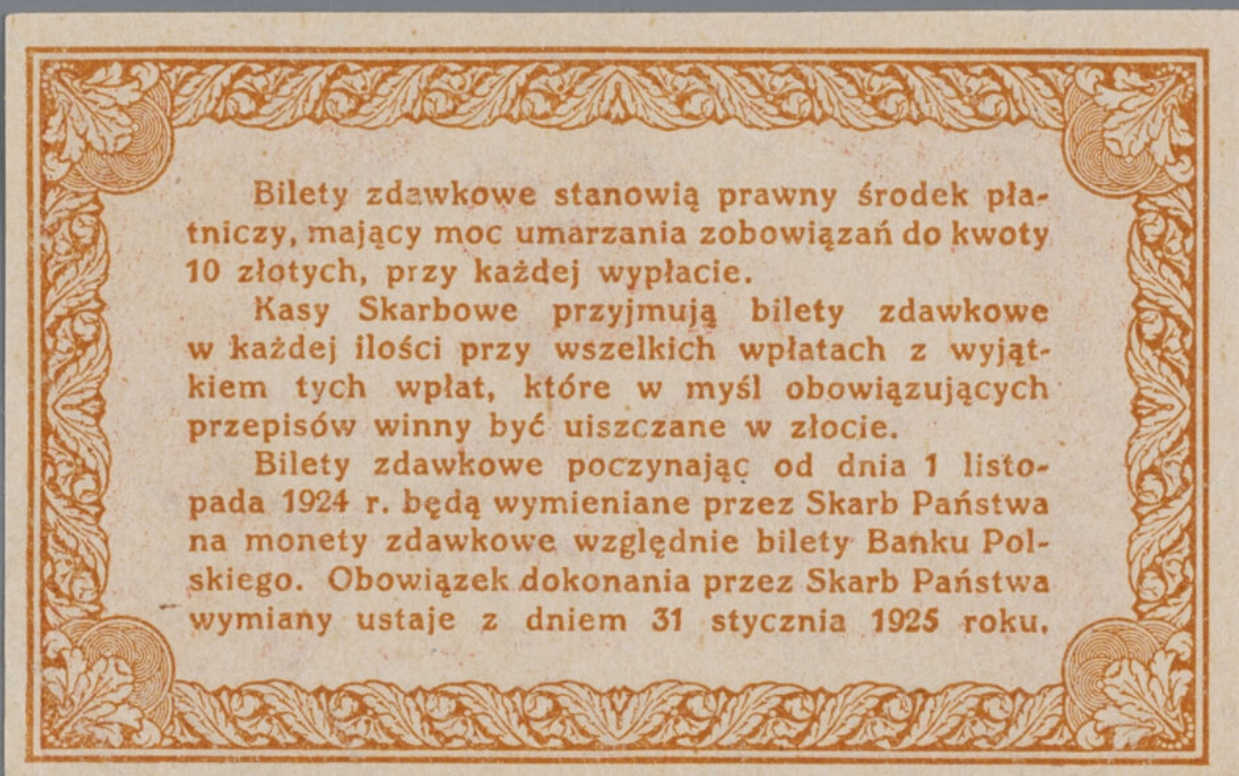 Bilety zdawkowe stanowią prawny środek pła-
tniczy, mający moc umarzania zobowiązań do kwoty
10 złotych, przy każdej wypłacie.
Kasy Skarbowe przyjmują bilety zdawkowe
w każdej ilości przy wszelkich wpłatach z wyjąt-
kiem tych wpłat, które w myśl obowiązujących
przepisów winny być uiszczane w złocie.
Bilety zdawkowe poczynając od dnia 1 listo-
pada 1924 r. będą wymieniane przez Skarb Państwa
na monety zdawkowe względnie bilety Banku Pol-
skiego. Obowiązek dokonania przez Skarb Państwa
wymiany ustaje z dniem 31 stycznia 1925 roku.